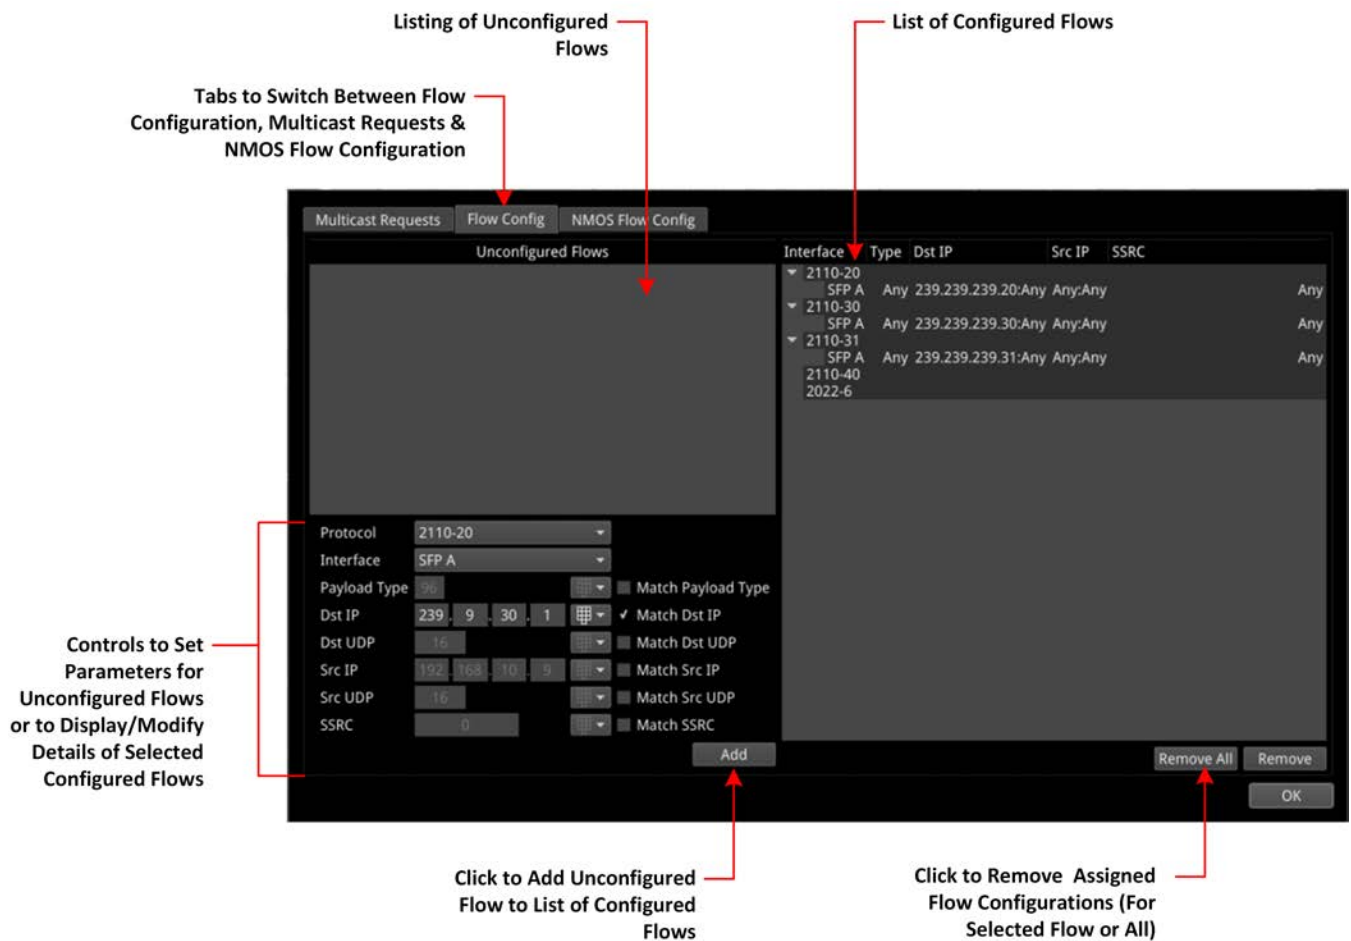 Listing of Unconfigured
Flows
List of Configured Flows
Tabs to Switch Between Flow
Configuration, Multicast Requests &
NMOS Flow Configuration
Multicast Requests Flow Config NMOS Flow Config
Unconfigured Flows
Interface Type Dst IP Src IP SSRC
2110-20
SFP A Any 239.239.239.20:Any Any:Any Any
2110-30
SFP A Any 239.239.239.30:Any Any:Any Any
2110-31
SFP A Any 239.239.239.31:Any Any:Any Any
2110-40
2022-6
Protocol 2110-20
Interface SFP A
Payload Type 96 Match Payload Type
Dst IP 239 . 9 . 30 . 1 Match Dst IP
Dst UDP 16 Match Dst UDP
Src IP 192 . 168 . 10 . 9 Match Src IP
Src UDP 16 Match Src UDP
SSRC 0 Match SSRC
Add
Remove All Remove
OK
Controls to Set
Parameters for
Unconfigured Flows
or to Display/Modify
Details of Selected
Configured Flows
Click to Add Unconfigured
Flow to List of Configured
Flows
Click to Remove Assigned
Flow Configurations (For
Selected Flow or All)